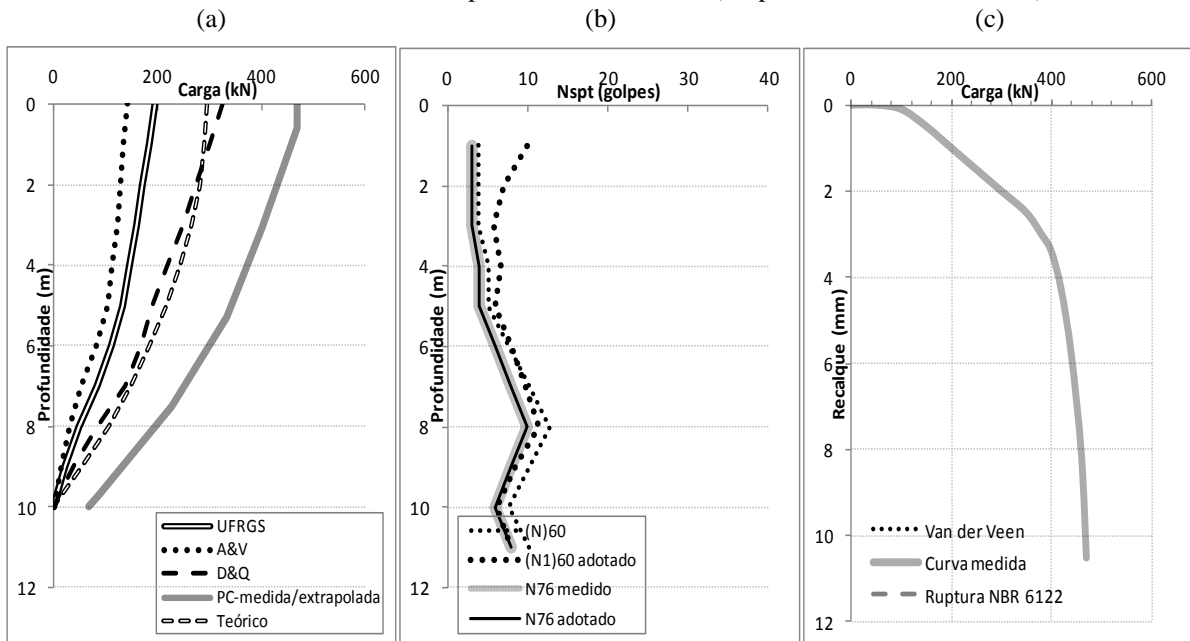 (a)
(b)
(c)
0
200
400
600
Carga (kN)
0
2
4
6
8
10
12
Profundidade (m)
UFRGS
A&V
D&Q
PC-medida/extrapolada
Teórico
0
10
20
30
40
Nspt (golpes)
0
2
4
6
8
10
12
Profundidade (m)
(N)60
(N1)60 adotado
N76 medido
N76 adotado
0
200
400
600
Carga (kN)
0
2
4
6
8
10
12
Recalque (mm)
Van der Veen
Curva medida
Ruptura NBR 6122